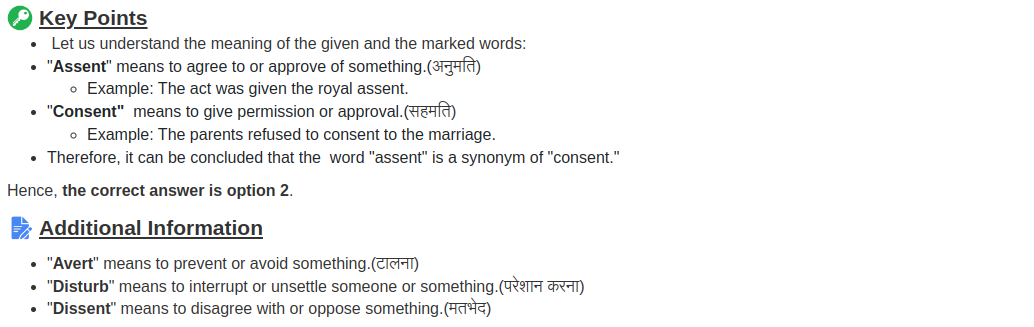 Key Points
Let us understand the meaning of the given and the marked words:
"Assent" means to agree to or approve of something.(अनुमति)
Example: The act was given the royal assent.
"Consent"  means to give permission or approval.(सहमति)
Example: The parents refused to consent to the marriage.
Therefore, it can be concluded that the  word "assent" is a synonym of "consent."
Hence, the correct answer is option 2.
Additional Information
"Avert" means to prevent or avoid something.(टालना)
"Disturb" means to interrupt or unsettle someone or something.(परेशान करना)
"Dissent" means to disagree with or oppose something.(मतभेद)